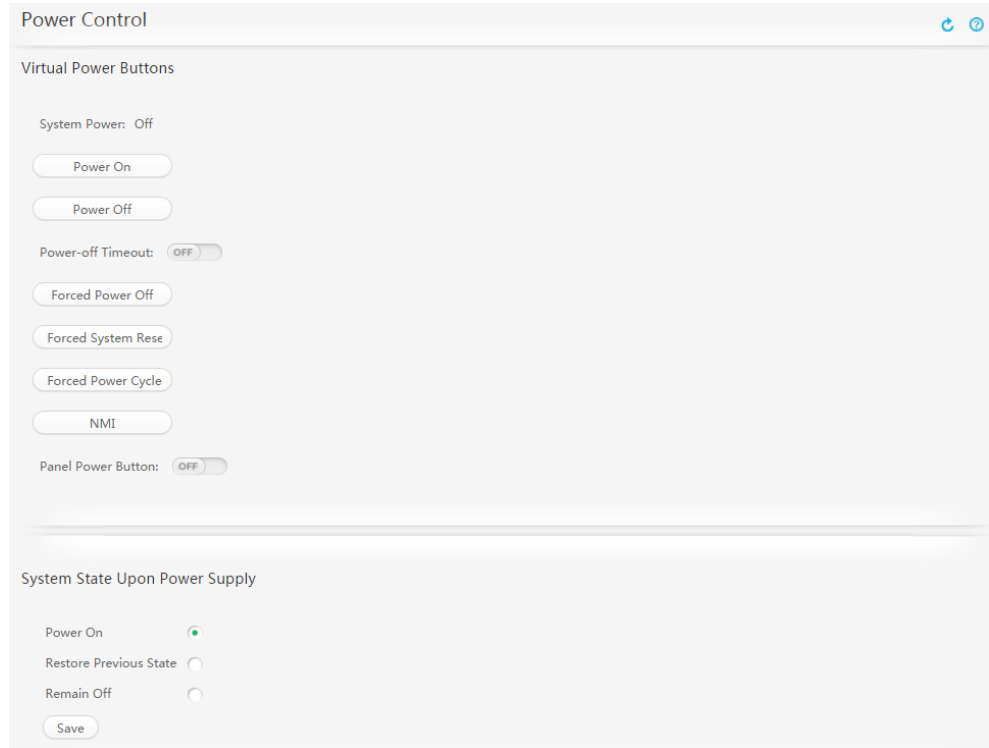 Power Control
Virtual Power Buttons
System Power: Off
Power On
Power Off
Power-off Timeout: OFF
Forced Power Off
Forced System Rese
Forced Power Cycle
NMI
Panel Power Button: OFF
System State Upon Power Supply
Power On
Restore Previous State
Remain Off
Save